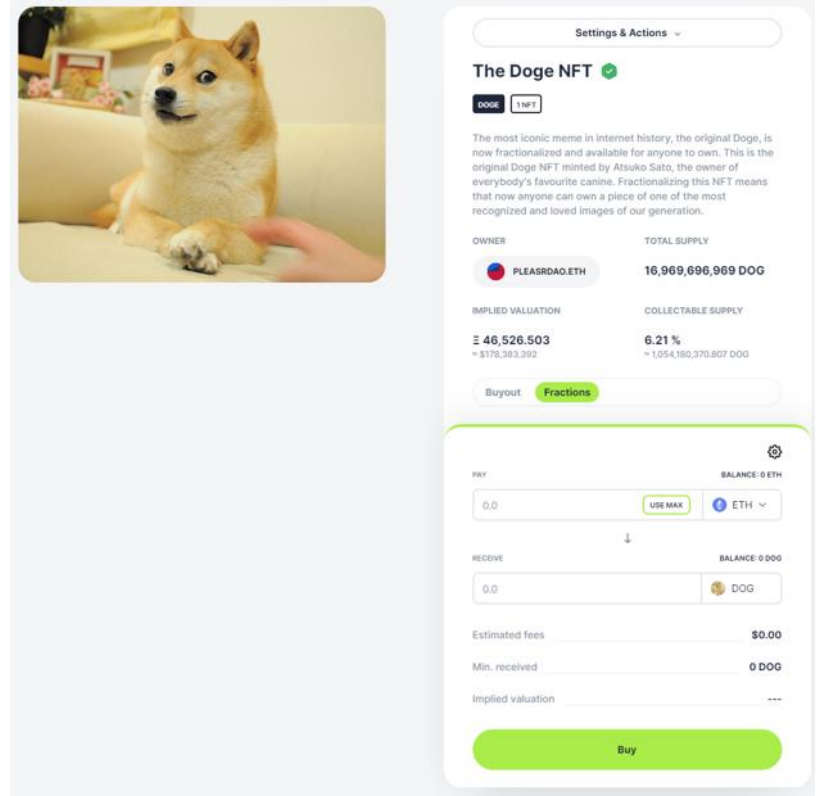 Settings & Actions
The Doge NFT
DOGE 1 NFT
The most iconic meme in internet history, the original Doge, is
now fractionalized and available for anyone to own. This is the
original Doge NFT minted by Atsuko Sato, the owner of
everybody's favourite canine. Fractionalizing this NFT means
that now anyone can own a piece of one of the most
recognized and loved images of our generation.
OWNER TOTAL SUPPLY
PLEASRDAO.ETH 16,969,696,969 DOG
IMPLIED VALUATION COLLECTABLE SUPPLY
Ξ 46,526.503 6.21 %
≈ $178,383,392 ≈ 1,054,180,370.807 DOG
Buyout Fractions
PAY BALANCE: 0 ETH
0.0 USE MAX ETH
↓
RECEIVE BALANCE: 0 DOG
0.0 DOG
Estimated fees $0.00
Min. received 0 DOG
Implied valuation ---
Buy